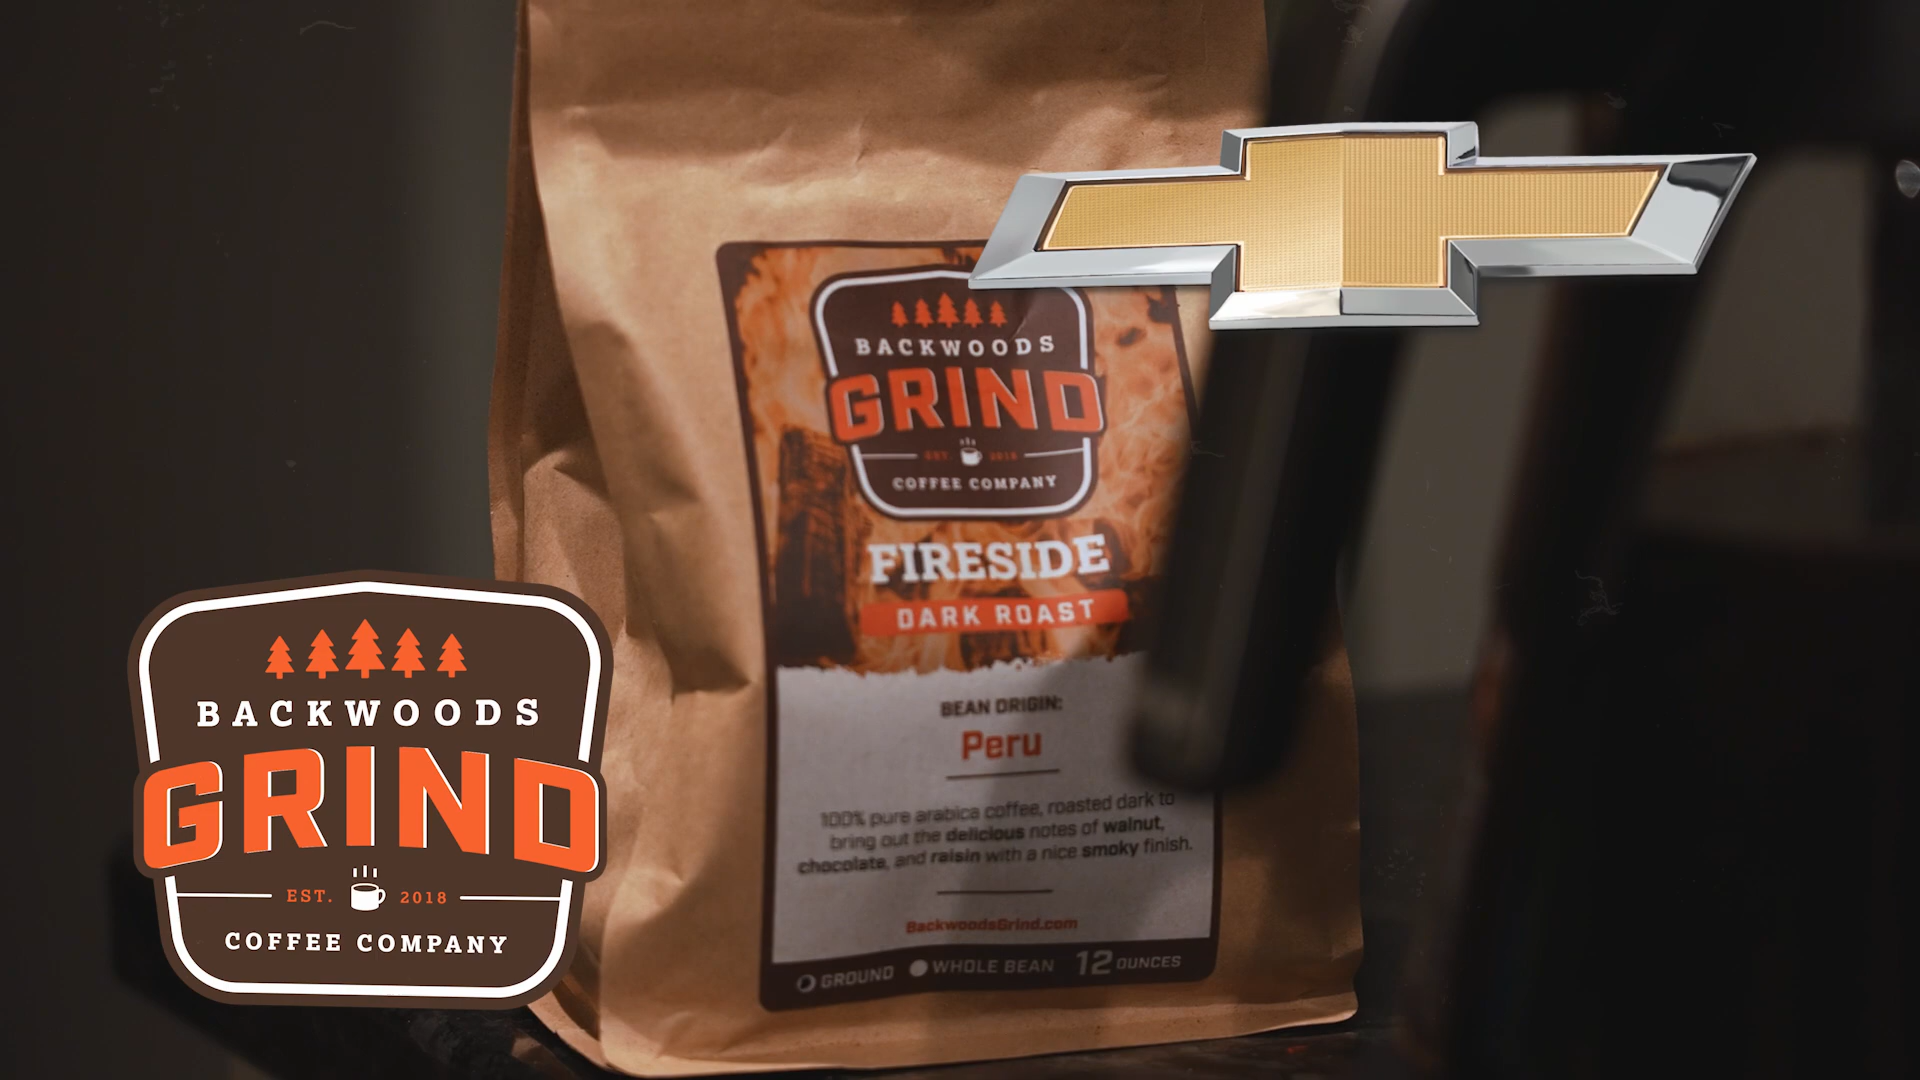 BACKWOODS
GRIND
EST. 2018
COFFEE COMPANY
FIRESIDE
DARK ROAST
BEAN ORIGIN:
Peru
100% pure arabica coffee, roasted dark to
bring out the delicious notes of walnut,
chocolate, and raisin with a nice smoky finish.
BackwoodsGrind.com
GROUND WHOLE BEAN 12 OUNCES
BACKWOODS
GRIND
EST. 2018
COFFEE COMPANY